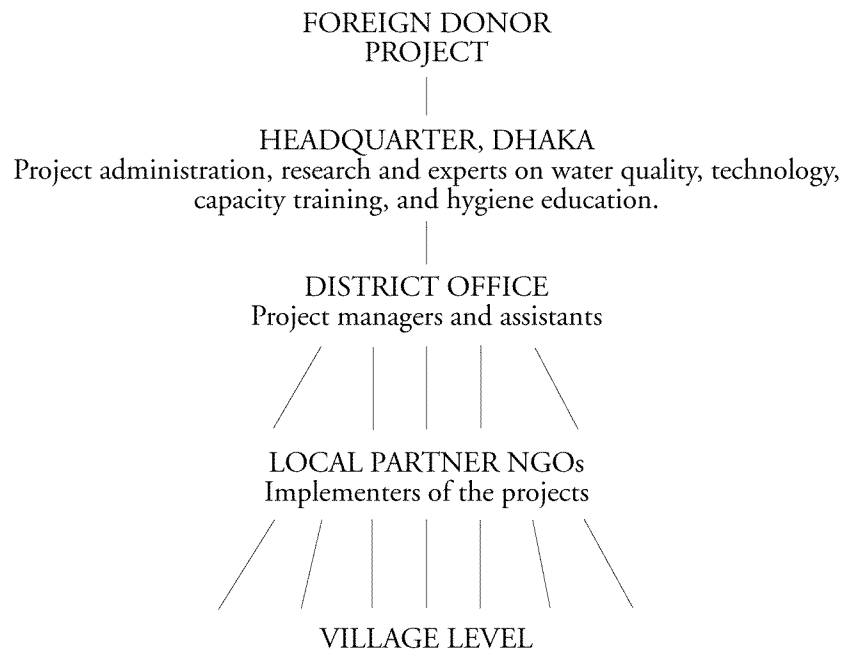 FOREIGN DONOR
PROJECT
HEADQUARTER, DHAKA
Project administration, research and experts on water quality, technology,
capacity training, and hygiene education.
DISTRICT OFFICE
Project managers and assistants
LOCAL PARTNER NGOs
Implementers of the projects
VILLAGE LEVEL